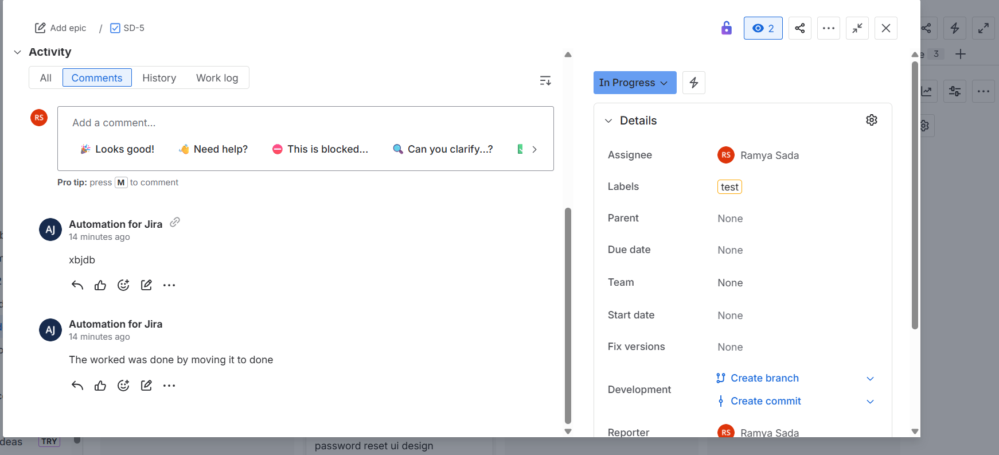 Add epic / SD-5
2
Activity
All Comments History Work log
RS
Add a comment...
Looks good! Need help? This is blocked... Can you clarify...?
Pro tip: press M to comment
AJ Automation for Jira
14 minutes ago
xbjdb
AJ Automation for Jira
14 minutes ago
The worked was done by moving it to done
In Progress
Details
Assignee RS Ramya Sada
Labels test
Parent None
Due date None
Team None
Start date None
Fix versions None
Development Create branch
Create commit
Reporter RS Ramya Sada
3
deas TRY
password reset ui design